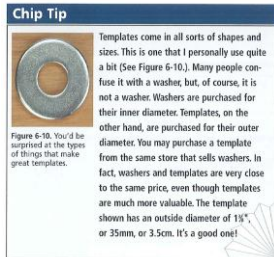 Chip Tip
Templates come in all sorts of shapes and
sizes. This is one that I personally use quite
a bit (See Figure 6-10.). Many people con-
fuse it with a washer, but, of course, it is
not a washer. Washers are purchased for
their inner diameter. Templates, on the
other hand, are purchased for their outer
diameter. You may purchase a template
from the same store that sells washers. In
fact, washers and templates are very close
to the same price, even though templates
are much more valuable. The template
shown has an outside diameter of 1⅜",
or 35mm, or 3.5cm. It's a good one!
Figure 6-10. You'd be
surprised at the types
of things that make
great templates.